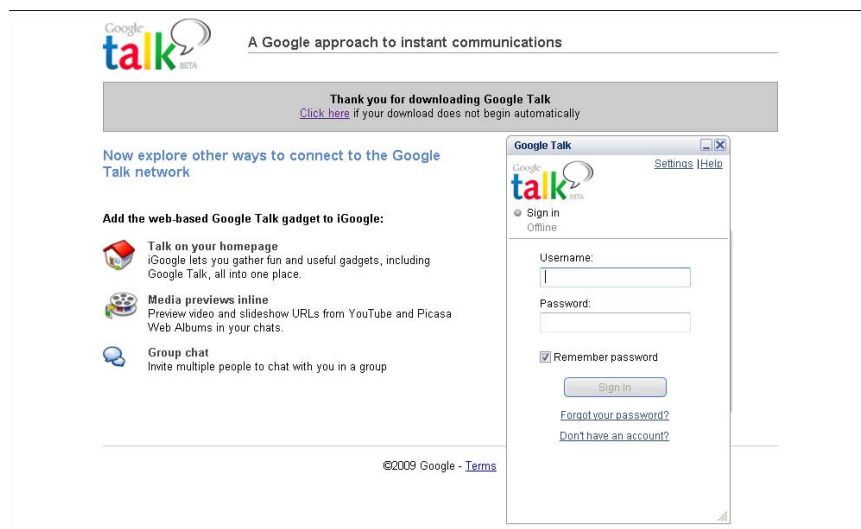 Google
talk
BETA
A Google approach to instant communications
Thank you for downloading Google Talk
Click here if your download does not begin automatically
Now explore other ways to connect to the Google
Talk network
Add the web-based Google Talk gadget to iGoogle:
Talk on your homepage
iGoogle lets you gather fun and useful gadgets, including
Google Talk, all into one place.
Media previews inline
Preview video and slideshow URLs from YouTube and Picasa
Web Albums in your chats.
Group chat
Invite multiple people to chat with you in a group
Google Talk
Settings | Help
Google
talk
BETA
Sign in
Offline
Username:
Password:
Remember password
Sign In
Forgot your password?
Don't have an account?
©2009 Google - Terms